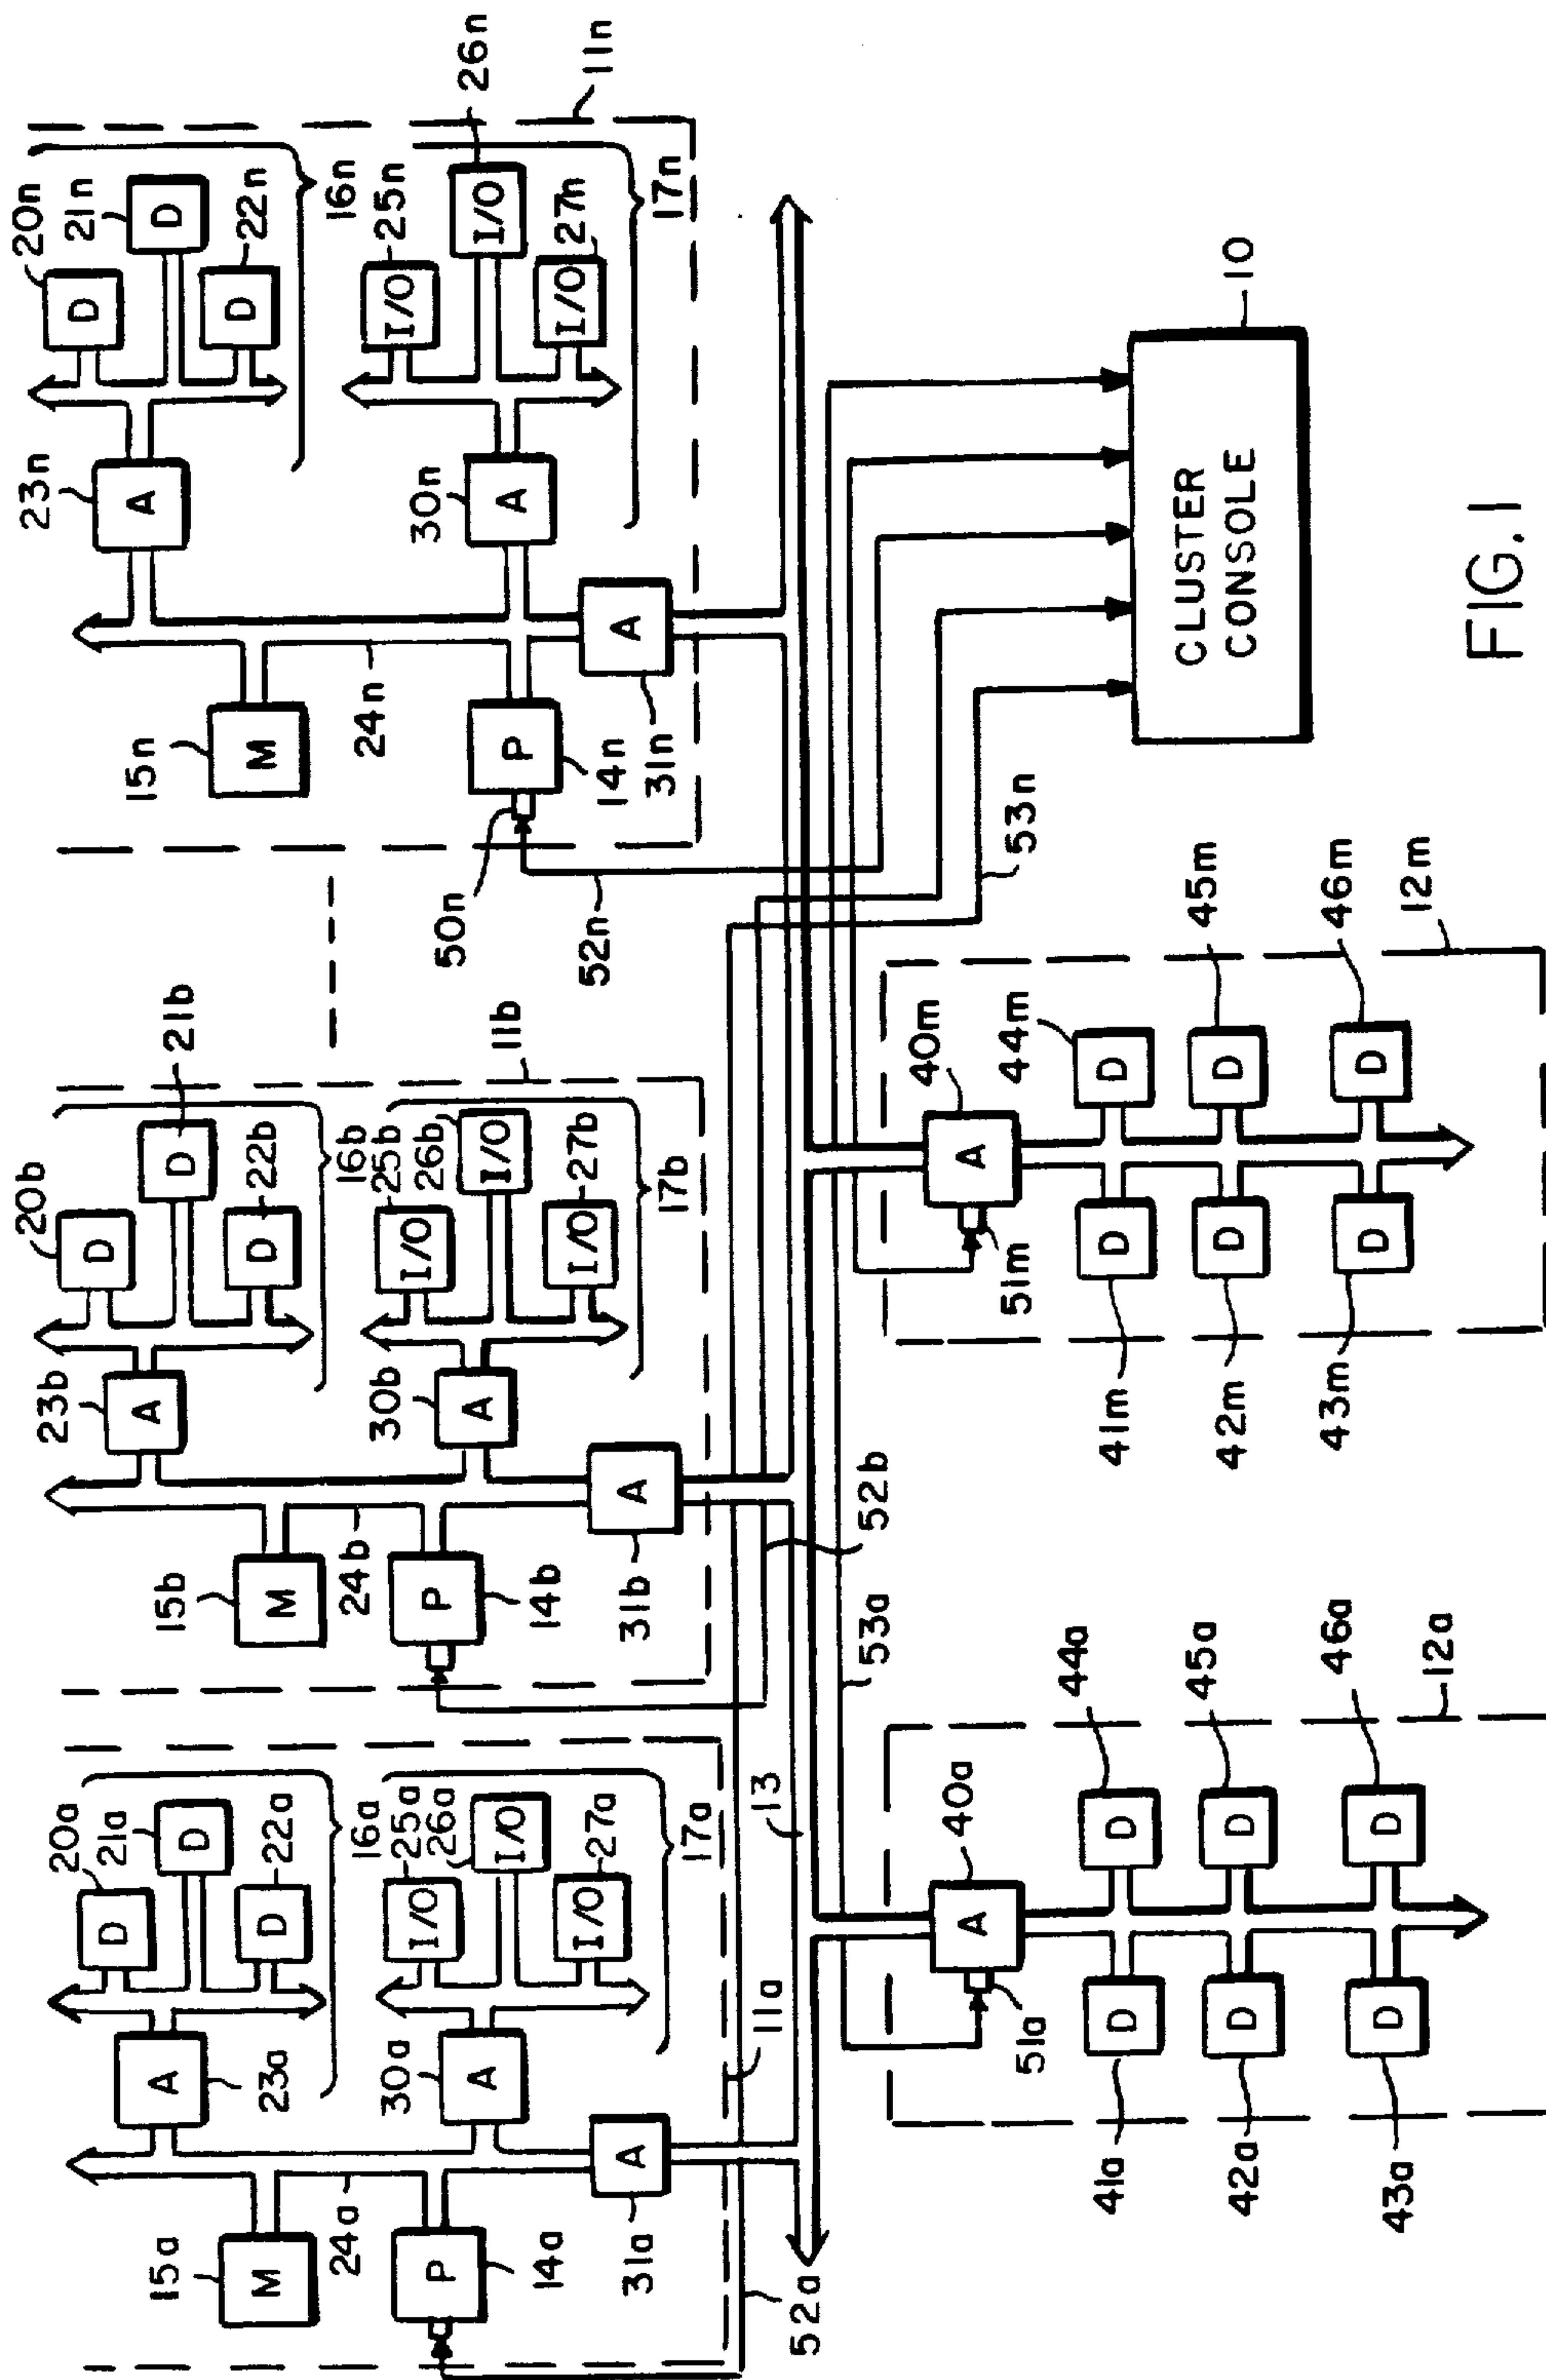 20a
21a
D
D
22a
D
23a
A
16a
15a
M
24a
25a
26a
I/O
I/O
27a
I/O
30a
A
17a
P
14a
31a
A
11a
52a
20b
21b
D
D
22b
D
23b
A
16b
15b
M
24b
25b
26b
I/O
I/O
27b
I/O
30b
A
17b
P
14b
31b
A
11b
52b
20n
21n
D
D
22n
D
23n
A
16n
15n
M
24n
25n
26n
I/O
I/O
27n
I/O
30n
A
17n
P
14n
50n
31n
A
11n
52n
13
53a
40a
A
51a
41a
D
D
44a
42a
D
D
45a
43a
D
D
46a
12a
40m
A
51m
41m
D
D
44m
42m
D
D
45m
43m
D
D
46m
12m
53n
CLUSTER
CONSOLE
10
FIG. 1